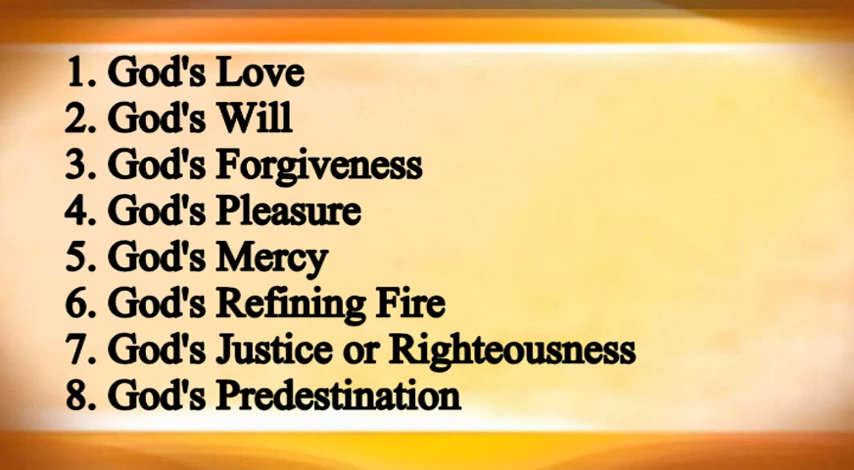 1. God's Love
2. God's Will
3. God's Forgiveness
4. God's Pleasure
5. God's Mercy
6. God's Refining Fire
7. God's Justice or Righteousness
8. God's Predestination